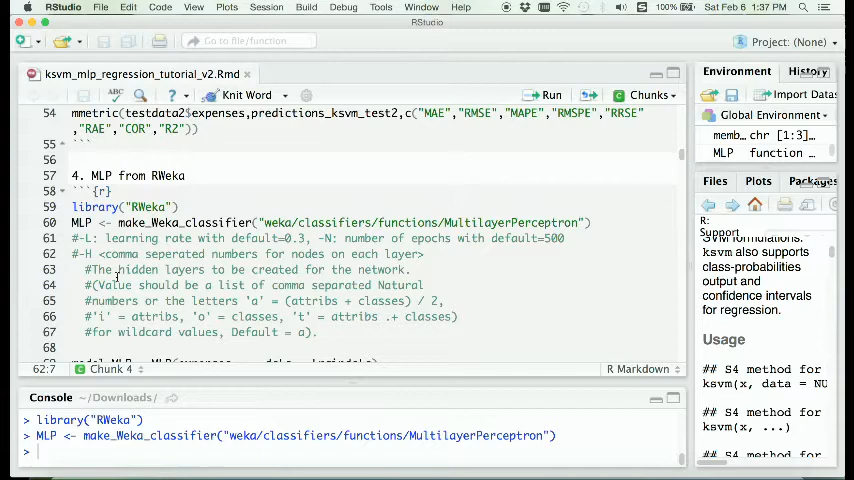 RStudio File Edit Code View Plots Session Build Debug Tools Window Help 100% Sat Feb 6 1:37 PM
RStudio
Go to file/function Project: (None)
ksvm_mlp_regression_tutorial_v2.Rmd
ABC ? Knit Word Run Chunks
54 mmetric(testdata2$expenses,predictions_ksvm_test2,c("MAE","RMSE","MAPE","RMSPE","RRSE"
,"RAE","COR","R2"))
55 ```
56
57 4. MLP from RWeka
58 ```{r}
59 library("RWeka")
60 MLP <- make_Weka_classifier("weka/classifiers/functions/MultilayerPerceptron")
61 #-L: learning rate with default=0.3, -N: number of epochs with default=500
62 #-H <comma seperated numbers for nodes on each layer>
63 #The hidden layers to be created for the network.
64 #(Value should be a list of comma separated Natural
65 #numbers or the letters 'a' = (attribs + classes) / 2,
66 #'i' = attribs, 'o' = classes, 't' = attribs .+ classes)
67 #for wildcard values, Default = a).
68
62:7 Chunk 4 R Markdown
Console ~/Downloads/
> library("RWeka")
> MLP <- make_Weka_classifier("weka/classifiers/functions/MultilayerPerceptron")
>
Environment History
Import Datas
Global Environment
memb… chr [1:3]…
MLP function …
Files Plots Packages
R:
Support
SVM formulations.
ksvm also supports
class-probabilities
output and
confidence intervals
for regression.
Usage
## S4 method for
ksvm(x, data = NU
## S4 method for
ksvm(x, ...)
## S4 method for